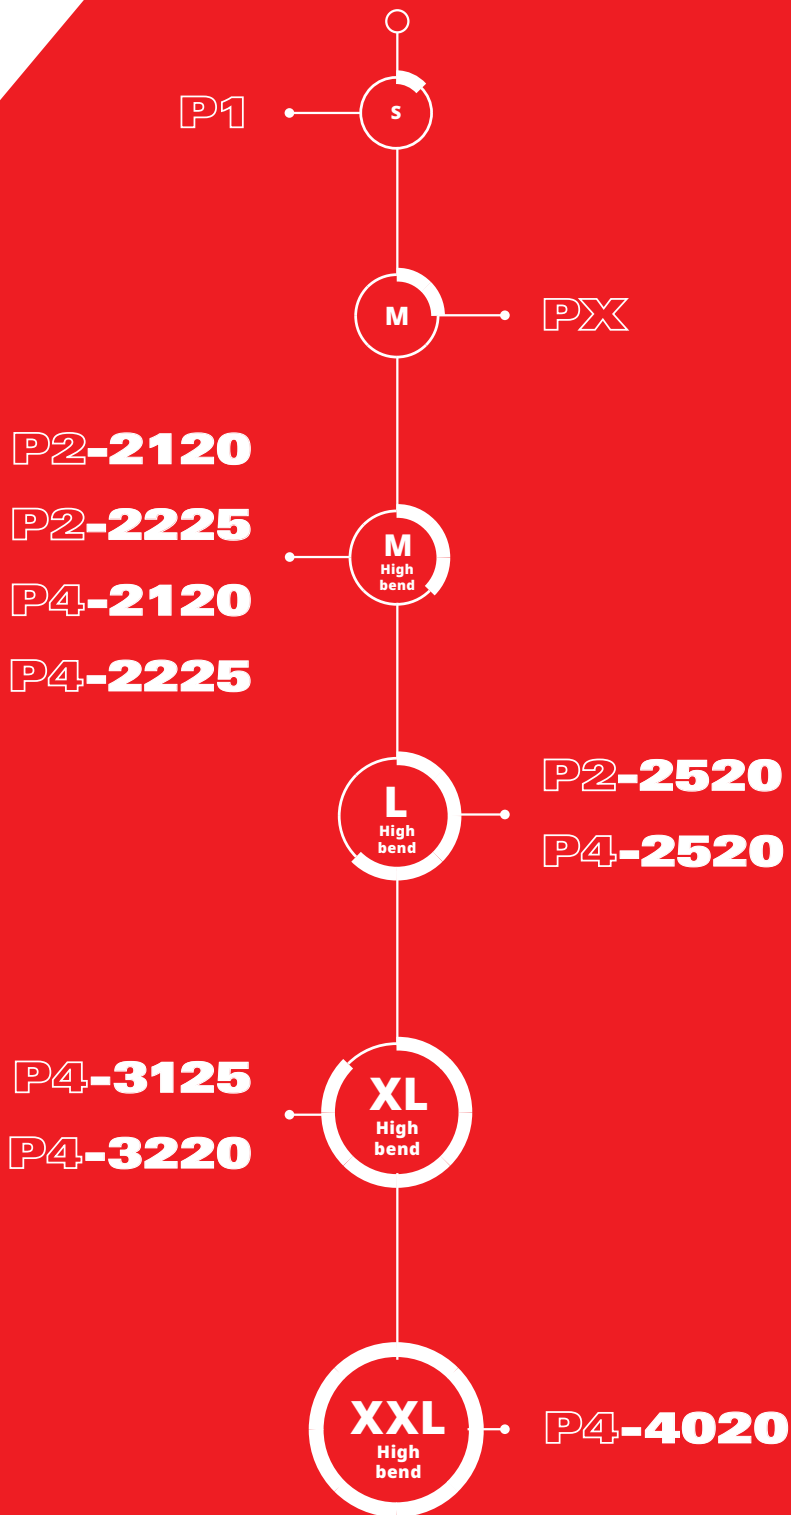 P1
S
M
PX
P2-2120
P2-2225
P4-2120
P4-2225
M
High
bend
L
High
bend
P2-2520
P4-2520
P4-3125
P4-3220
XL
High
bend
XXL
High
bend
P4-4020